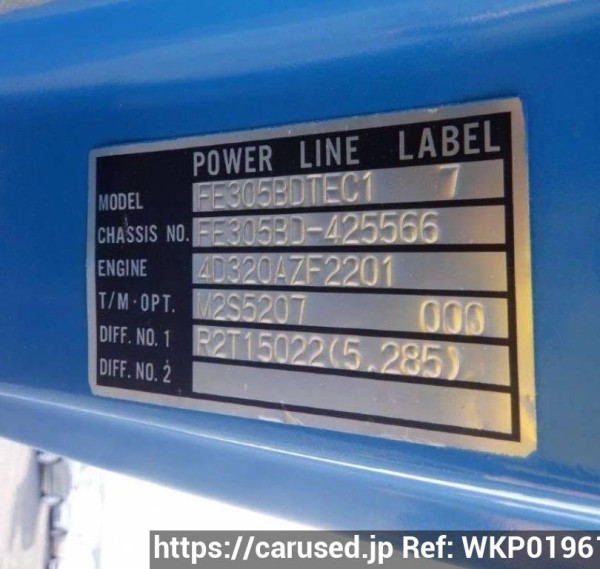 POWER LINE LABEL
MODEL FE305BDTEC1 7
CHASSIS NO. FE305BD-425566
ENGINE 4D320AZF2201
T/M·OPT. M2S5207 000
DIFF. NO. 1 R2T15022(5.285)
DIFF. NO. 2
https://carused.jp Ref: WKP01961